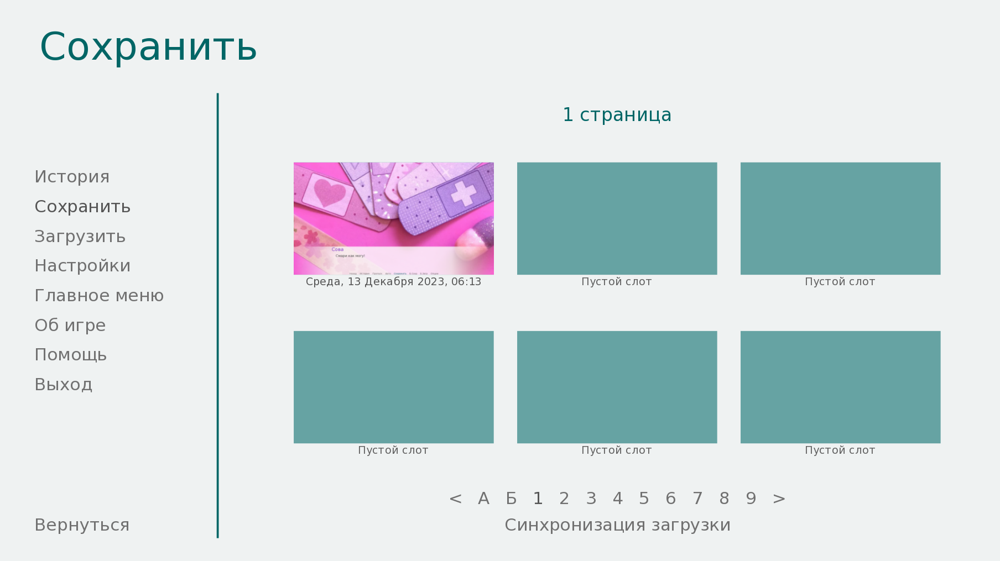 Сохранить
1 страница
История
Сохранить
Загрузить
Настройки
Главное меню
Об игре
Помощь
Выход
Вернуться
Сова
Смари как могу!
Среда, 13 Декабря 2023, 06:13
Пустой слот
Пустой слот
Пустой слот
Пустой слот
Пустой слот
< А Б 1 2 3 4 5 6 7 8 9 >
Синхронизация загрузки